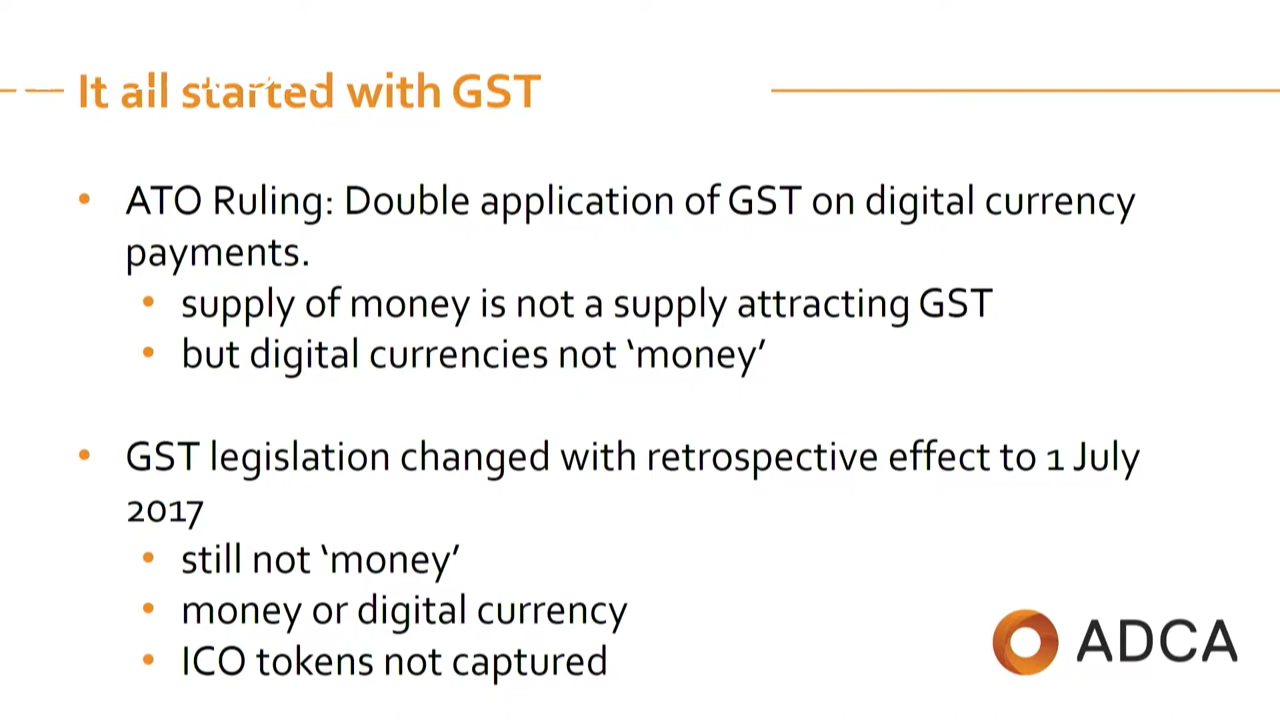 It all started with GST
• ATO Ruling: Double application of GST on digital currency
payments.
• supply of money is not a supply attracting GST
• but digital currencies not ‘money’
• GST legislation changed with retrospective effect to 1 July
2017
• still not ‘money’
• money or digital currency
• ICO tokens not captured
ADCA